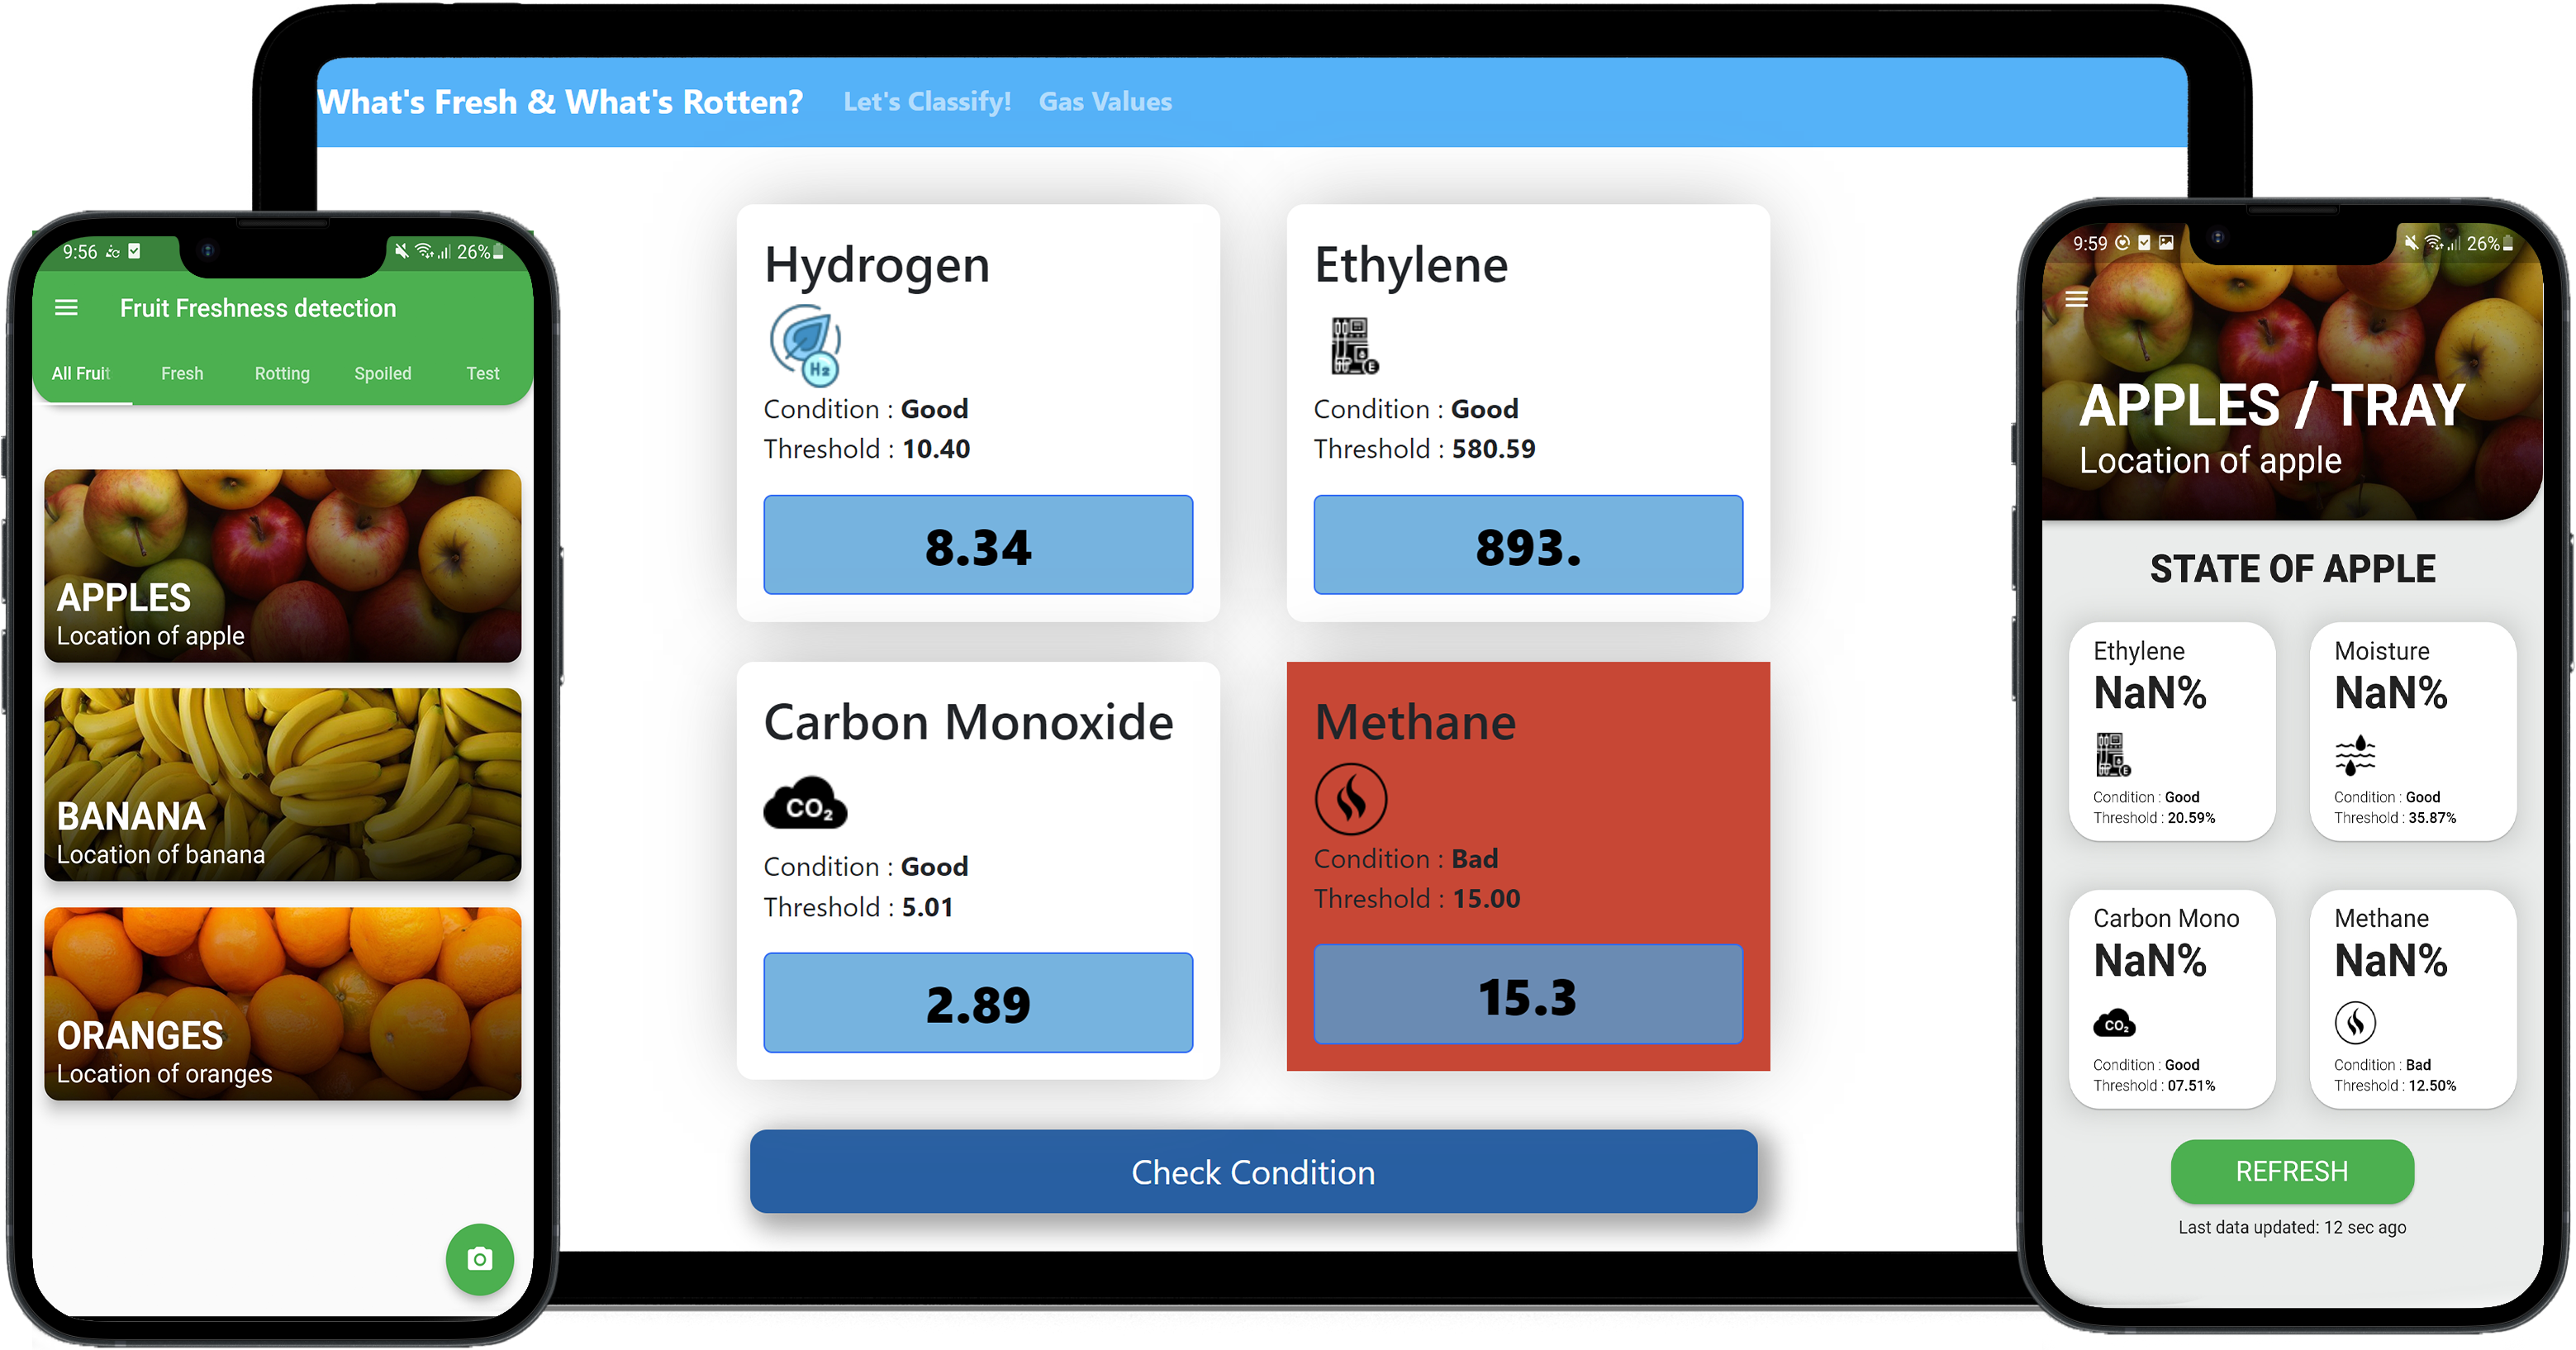 What's Fresh & What's Rotten? Let's Classify! Gas Values
Hydrogen
H₂
Condition : Good
Threshold : 10.40
8.34
Ethylene
E
Condition : Good
Threshold : 580.59
893.
Carbon Monoxide
CO₂
Condition : Good
Threshold : 5.01
2.89
Methane
Condition : Bad
Threshold : 15.00
15.3
Check Condition
9:56 26%
Fruit Freshness detection
All Fruit Fresh Rotting Spoiled Test
APPLES
Location of apple
BANANA
Location of banana
ORANGES
Location of oranges
9:59 26%
APPLES / TRAY
Location of apple
STATE OF APPLE
Ethylene
NaN%
E
Condition : Good
Threshold : 20.59%
Moisture
NaN%
Condition : Good
Threshold : 35.87%
Carbon Mono
NaN%
CO₂
Condition : Good
Threshold : 07.51%
Methane
NaN%
Condition : Bad
Threshold : 12.50%
REFRESH
Last data updated: 12 sec ago